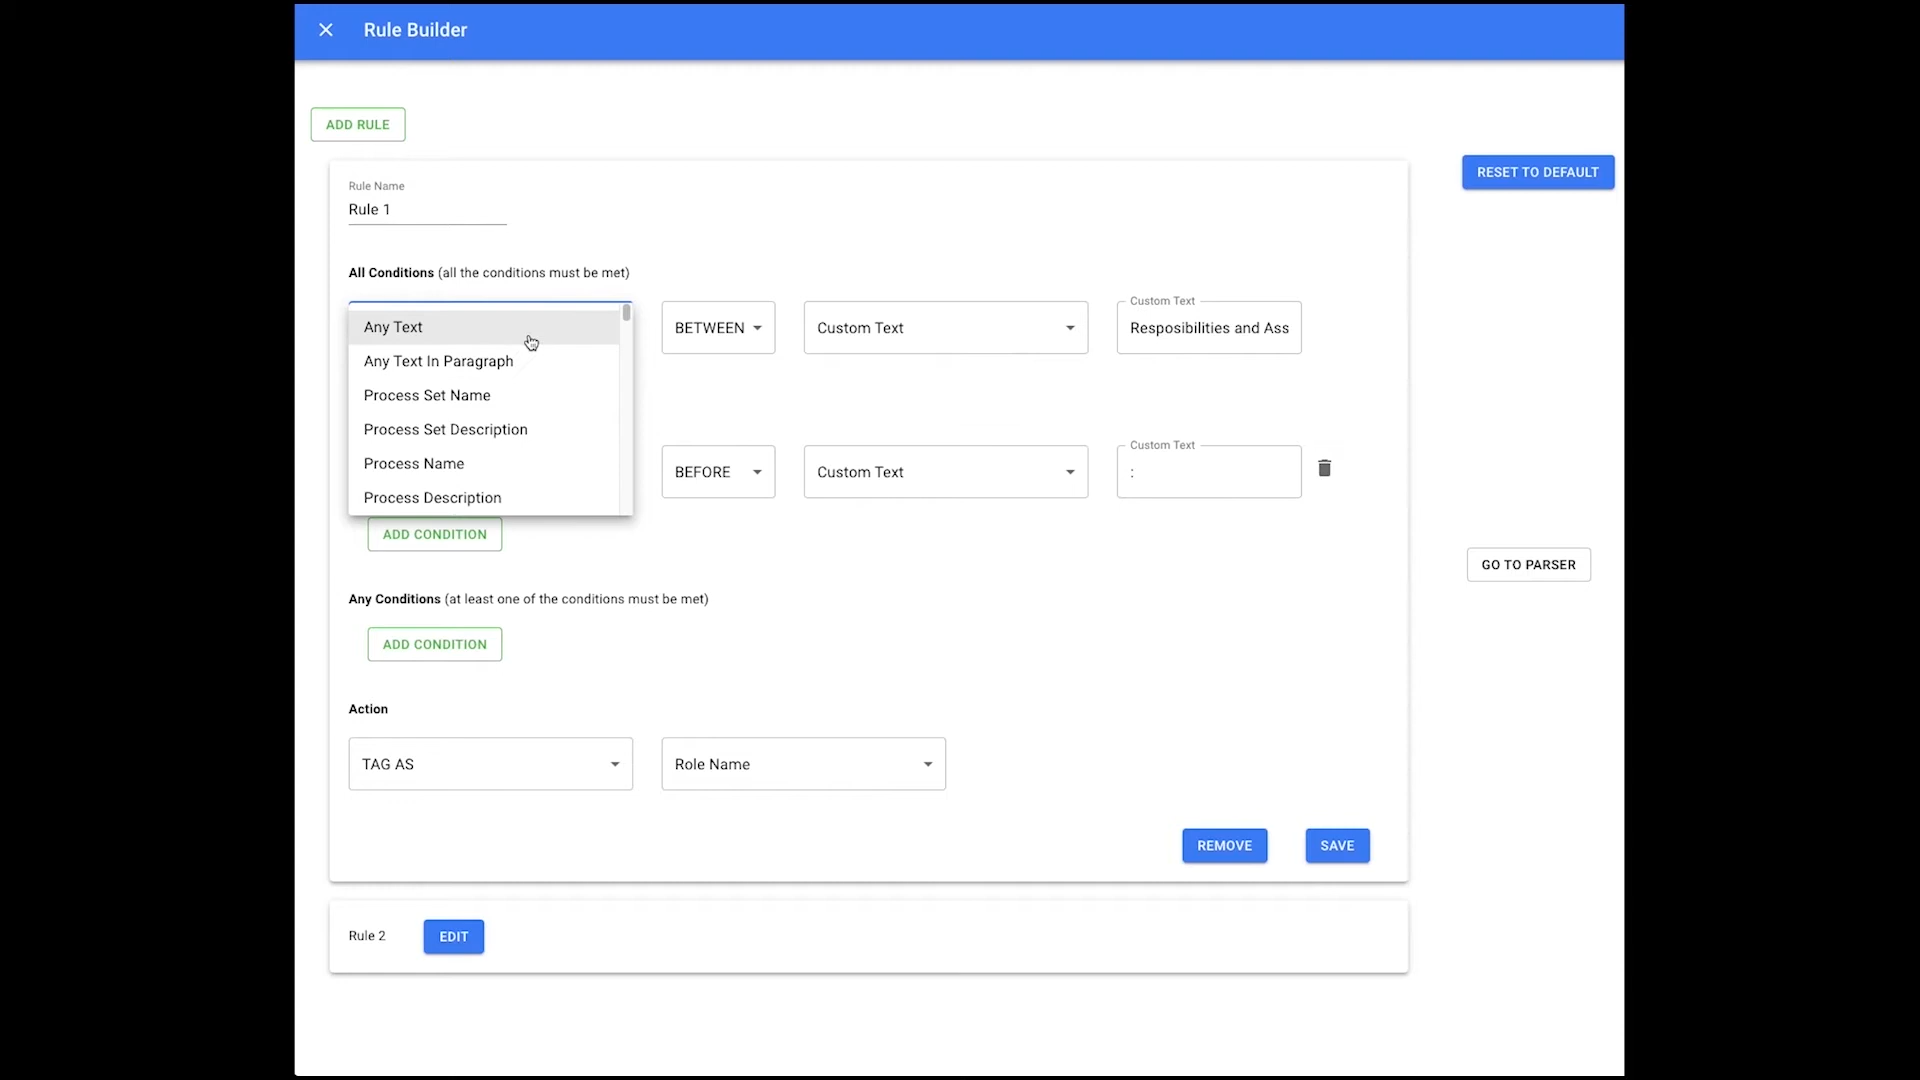 Rule Builder
ADD RULE
RESET TO DEFAULT
Rule Name
Rule 1
All Conditions (all the conditions must be met)
Any Text
Any Text In Paragraph
Process Set Name
Process Set Description
Process Name
Process Description
BETWEEN
Custom Text
Custom Text
Resposibilities and Ass
BEFORE
Custom Text
Custom Text
:
ADD CONDITION
GO TO PARSER
Any Conditions (at least one of the conditions must be met)
ADD CONDITION
Action
TAG AS
Role Name
REMOVE
SAVE
Rule 2
EDIT